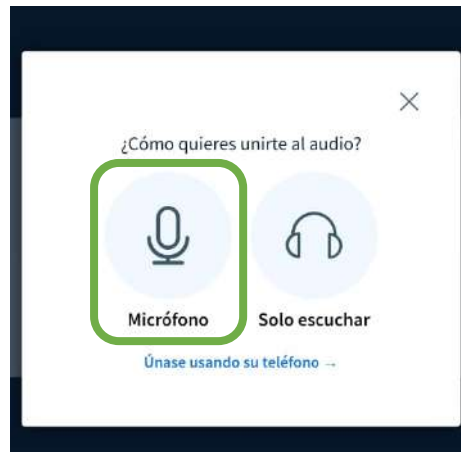 ¿Cómo quieres unirte al audio?
Micrófono
Solo escuchar
Únase usando su teléfono →